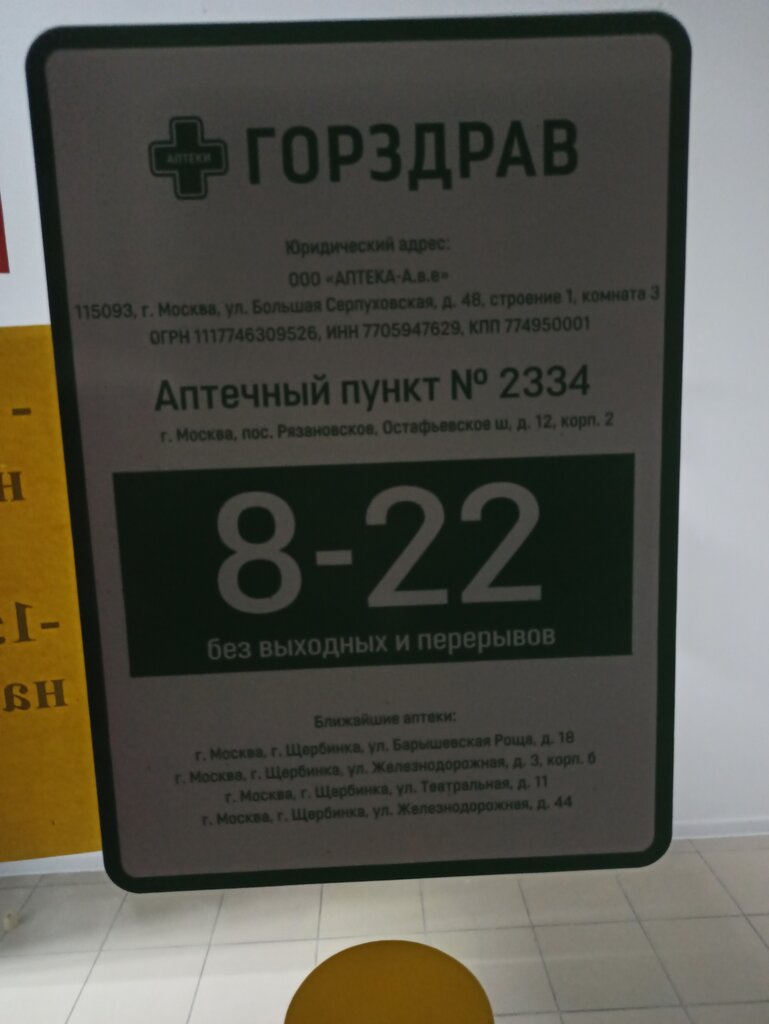 АПТЕКИ
ГОРЗДРАВ
Юридический адрес:
ООО «АПТЕКА-А.в.е»
115093, г. Москва, ул. Большая Серпуховская, д. 48, строение 1, комната 3
ОГРН 1117746309526, ИНН 7705947629, КПП 774950001
Аптечный пункт № 2334
г. Москва, пос. Рязановское, Остафьевское ш, д. 12, корп. 2
8-22
без выходных и перерывов
Ближайшие аптеки:
г. Москва, г. Щербинка, ул. Барышевская Роща, д. 18
г. Москва, г. Щербинка, ул. Железнодорожная, д. 3, корп. 6
г. Москва, г. Щербинка, ул. Театральная, д. 11
г. Москва, г. Щербинка, ул. Железнодорожная, д. 44